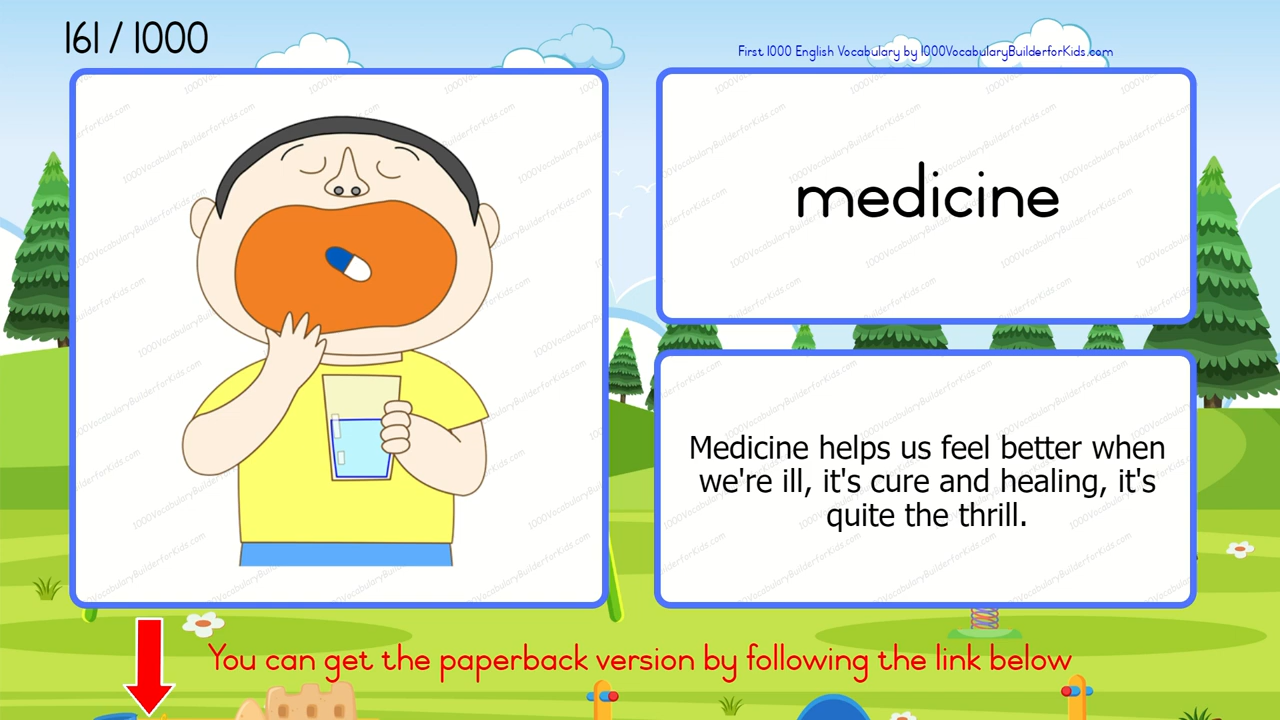 161 / 1000
First 1000 English Vocabulary by 1000VocabularyBuilderforKids.com
medicine
Medicine helps us feel better when
we're ill, it's cure and healing, it's
quite the thrill.
You can get the paperback version by following the link below